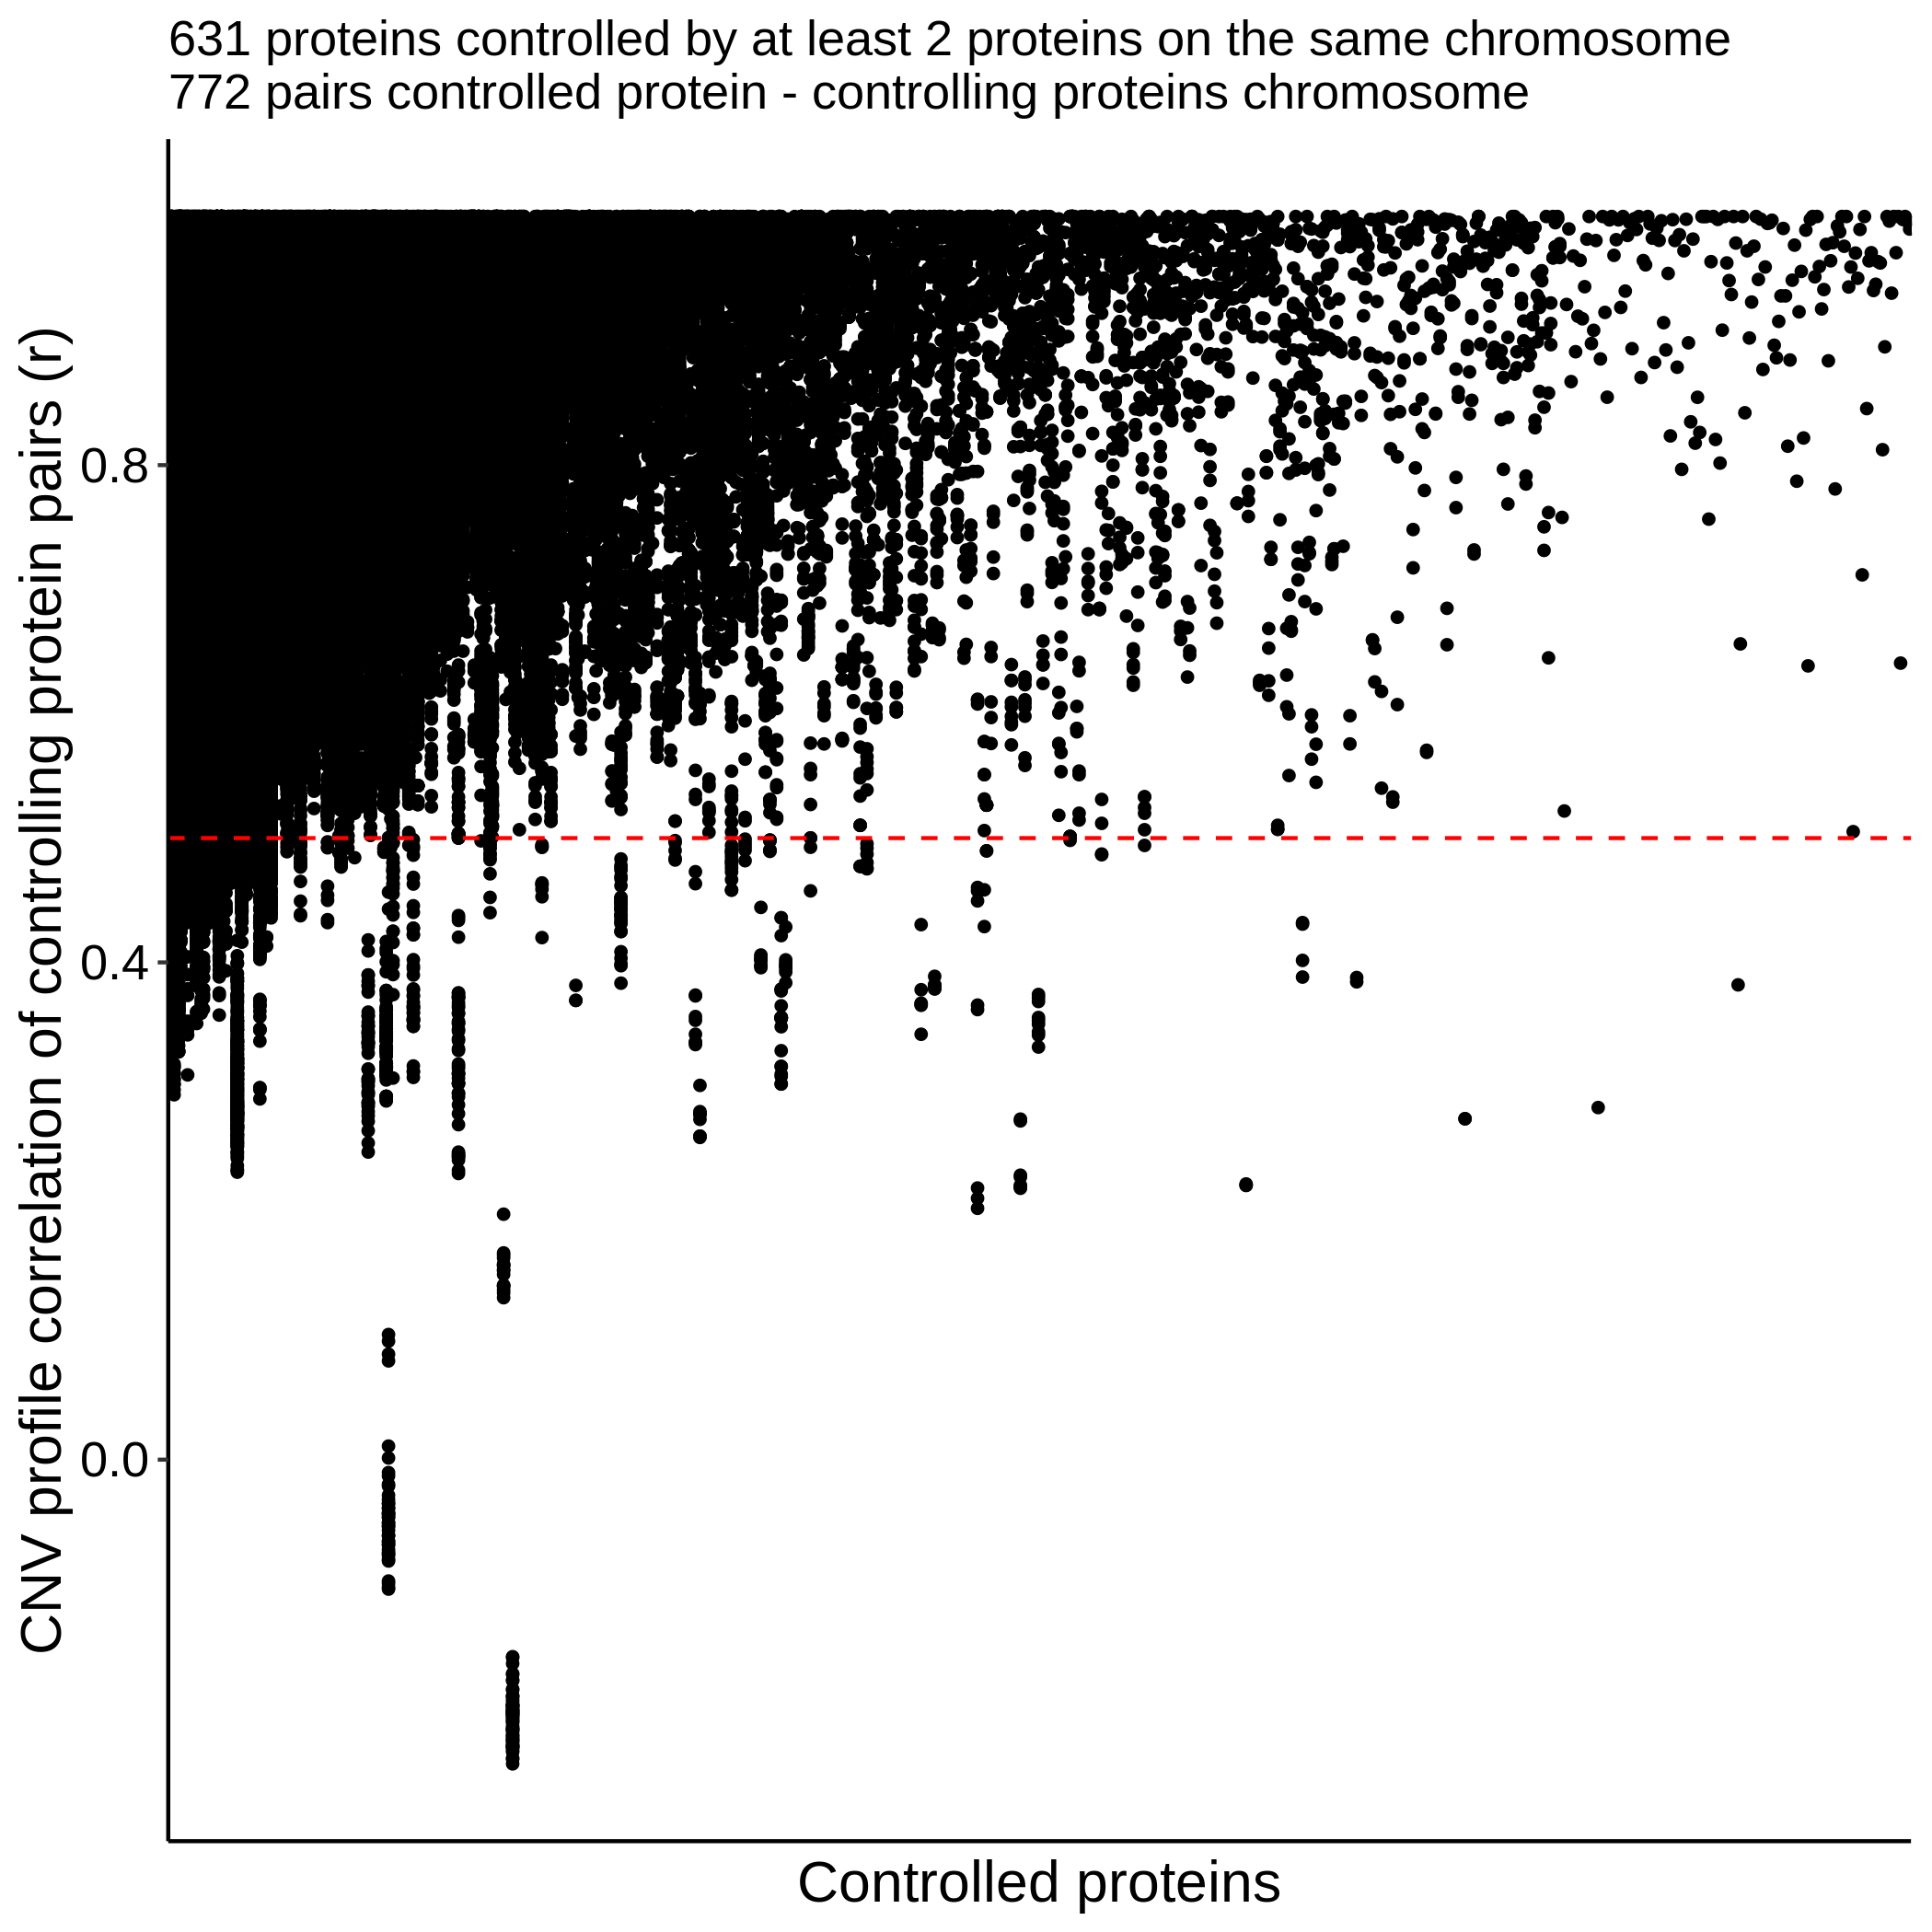 631 proteins controlled by at least 2 proteins on the same chromosome
772 pairs controlled protein - controlling proteins chromosome
CNV profile correlation of controlling protein pairs (r)
0.8
0.4
0.0
Controlled proteins